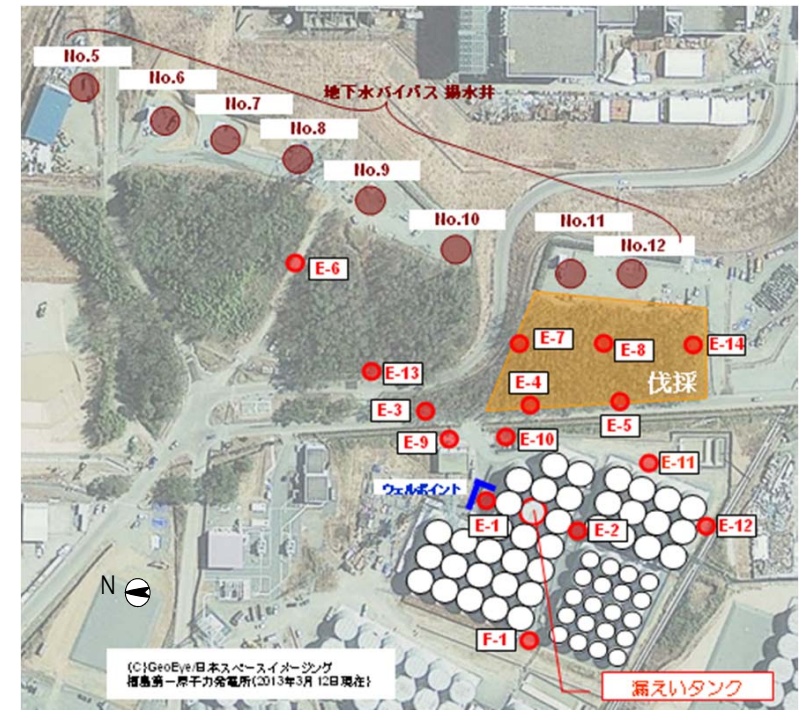 No.5
No.6
No.7
No.8
地下水バイパス 揚水井
No.9
No.10
No.11
No.12
E-6
E-7
E-8
E-14
E-13
伐採
E-4
E-3
E-5
E-9
E-10
E-11
ウェルポイント
E-1
E-2
E-12
N
F-1
(C)GeoEye/日本スペースイメージング
福島第一原子力発電所(2013年3月12日現在)
漏えいタンク